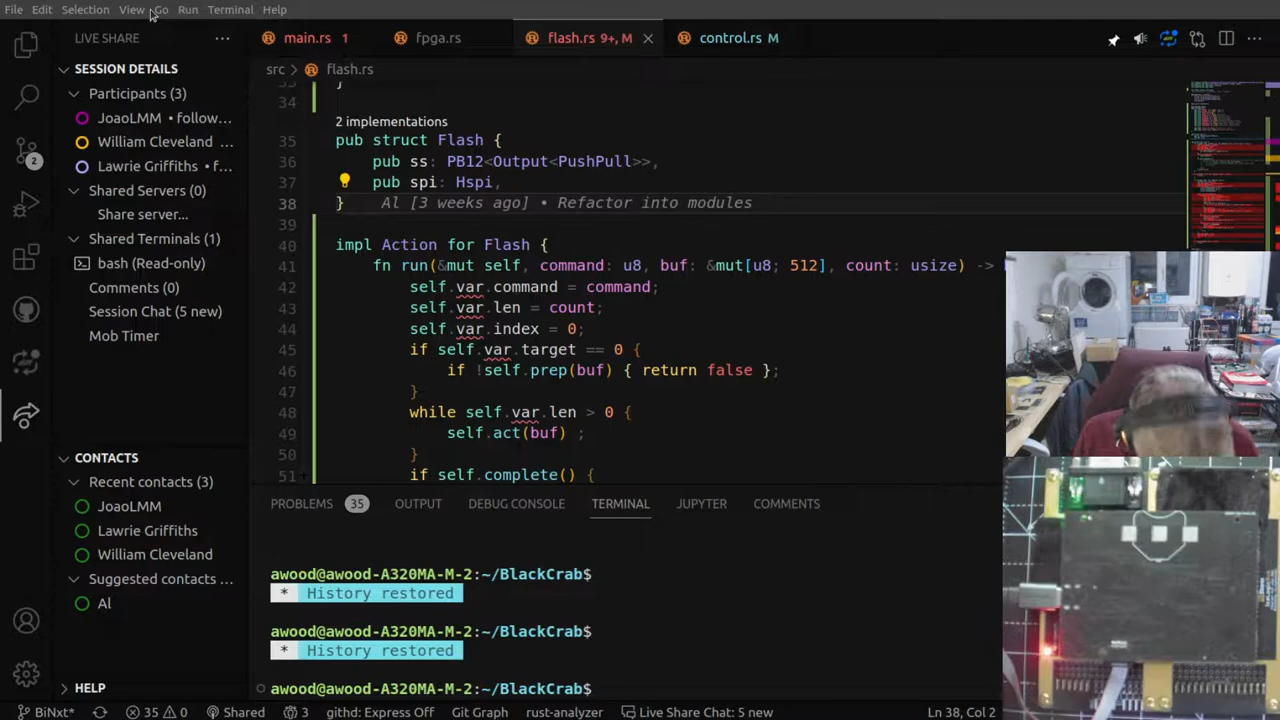 File Edit Selection View Go Run Terminal Help
LIVE SHARE
main.rs 1
fpga.rs
flash.rs 9+, M
control.rs M
SESSION DETAILS
Participants (3)
JoaoLMM • follow...
William Cleveland ...
Lawrie Griffiths • f...
Shared Servers (0)
Share server...
Shared Terminals (1)
bash (Read-only)
Comments (0)
Session Chat (5 new)
Mob Timer
CONTACTS
Recent contacts (3)
JoaoLMM
Lawrie Griffiths
William Cleveland
Suggested contacts ...
Al
HELP
src > flash.rs
33 }
34
2 implementations
35 pub struct Flash {
36 pub ss: PB12<Output<PushPull>>,
37 pub spi: Hspi,
38 } Al [3 weeks ago] • Refactor into modules
39
40 impl Action for Flash {
41 fn run(&mut self, command: u8, buf: &mut[u8; 512], count: usize) ->
42 self.var.command = command;
43 self.var.len = count;
44 self.var.index = 0;
45 if self.var.target == 0 {
46 if !self.prep(buf) { return false };
47 }
48 while self.var.len > 0 {
49 self.act(buf) ;
50 }
51 if self.complete() {
PROBLEMS 35 OUTPUT DEBUG CONSOLE TERMINAL JUPYTER COMMENTS
awood@awood-A320MA-M-2:~/BlackCrab$
* History restored
awood@awood-A320MA-M-2:~/BlackCrab$
* History restored
awood@awood-A320MA-M-2:~/BlackCrab$
BiNxt* 35 0 Shared 3 githd: Express Off Git Graph rust-analyzer Live Share Chat: 5 new Ln 38, Col 2
2